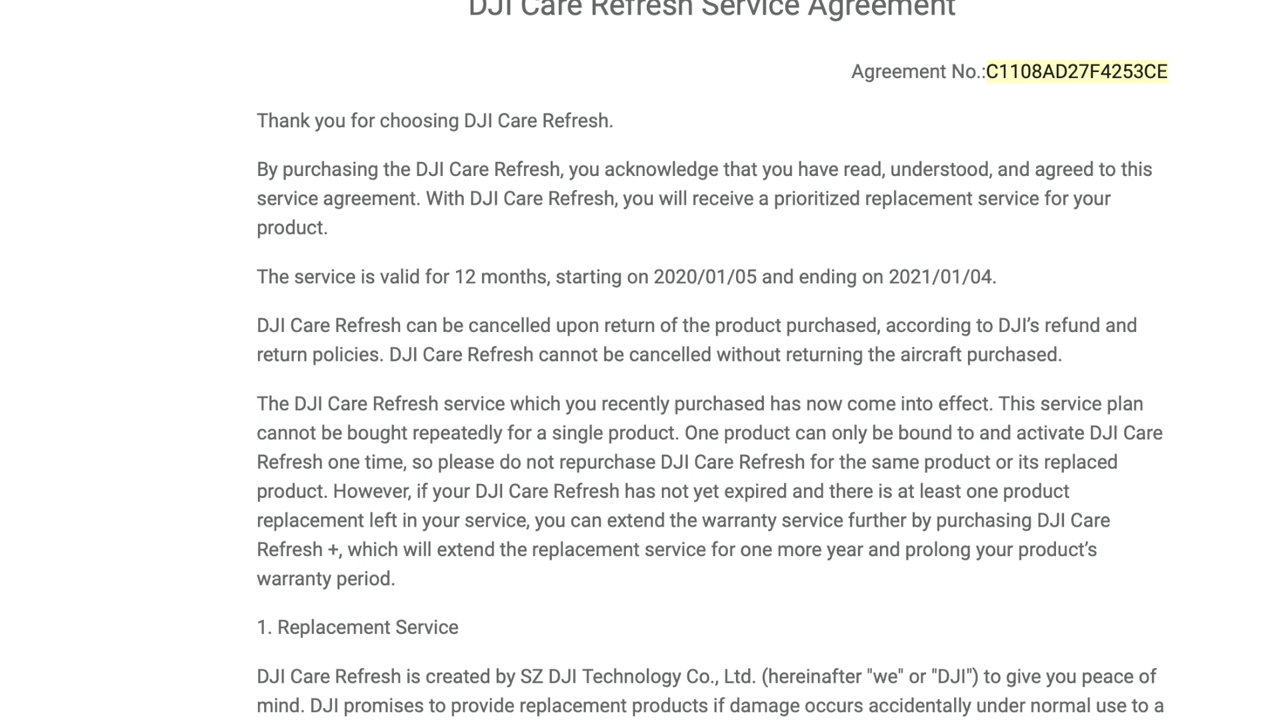 DJI Care Refresh Service Agreement
Agreement No.:C1108AD27F4253CE
Thank you for choosing DJI Care Refresh.
By purchasing the DJI Care Refresh, you acknowledge that you have read, understood, and agreed to this
service agreement. With DJI Care Refresh, you will receive a prioritized replacement service for your
product.
The service is valid for 12 months, starting on 2020/01/05 and ending on 2021/01/04.
DJI Care Refresh can be cancelled upon return of the product purchased, according to DJI’s refund and
return policies. DJI Care Refresh cannot be cancelled without returning the aircraft purchased.
The DJI Care Refresh service which you recently purchased has now come into effect. This service plan
cannot be bought repeatedly for a single product. One product can only be bound to and activate DJI Care
Refresh one time, so please do not repurchase DJI Care Refresh for the same product or its replaced
product. However, if your DJI Care Refresh has not yet expired and there is at least one product
replacement left in your service, you can extend the warranty service further by purchasing DJI Care
Refresh +, which will extend the replacement service for one more year and prolong your product’s
warranty period.
1. Replacement Service
DJI Care Refresh is created by SZ DJI Technology Co., Ltd. (hereinafter "we" or "DJI") to give you peace of
mind. DJI promises to provide replacement products if damage occurs accidentally under normal use to a